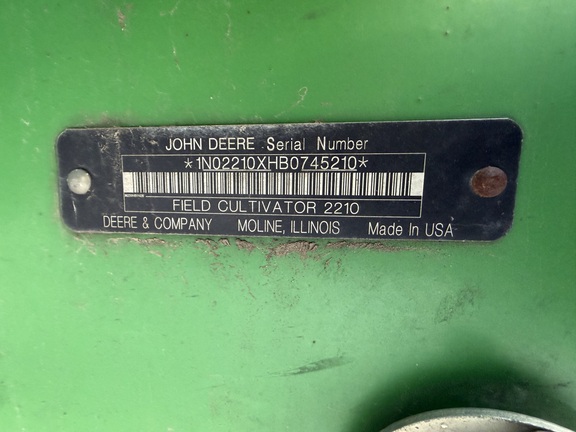 JOHN DEERE Serial Number
*1N02210XHB0745210*
FIELD CULTIVATOR 2210
DEERE & COMPANY MOLINE, ILLINOIS Made In USA